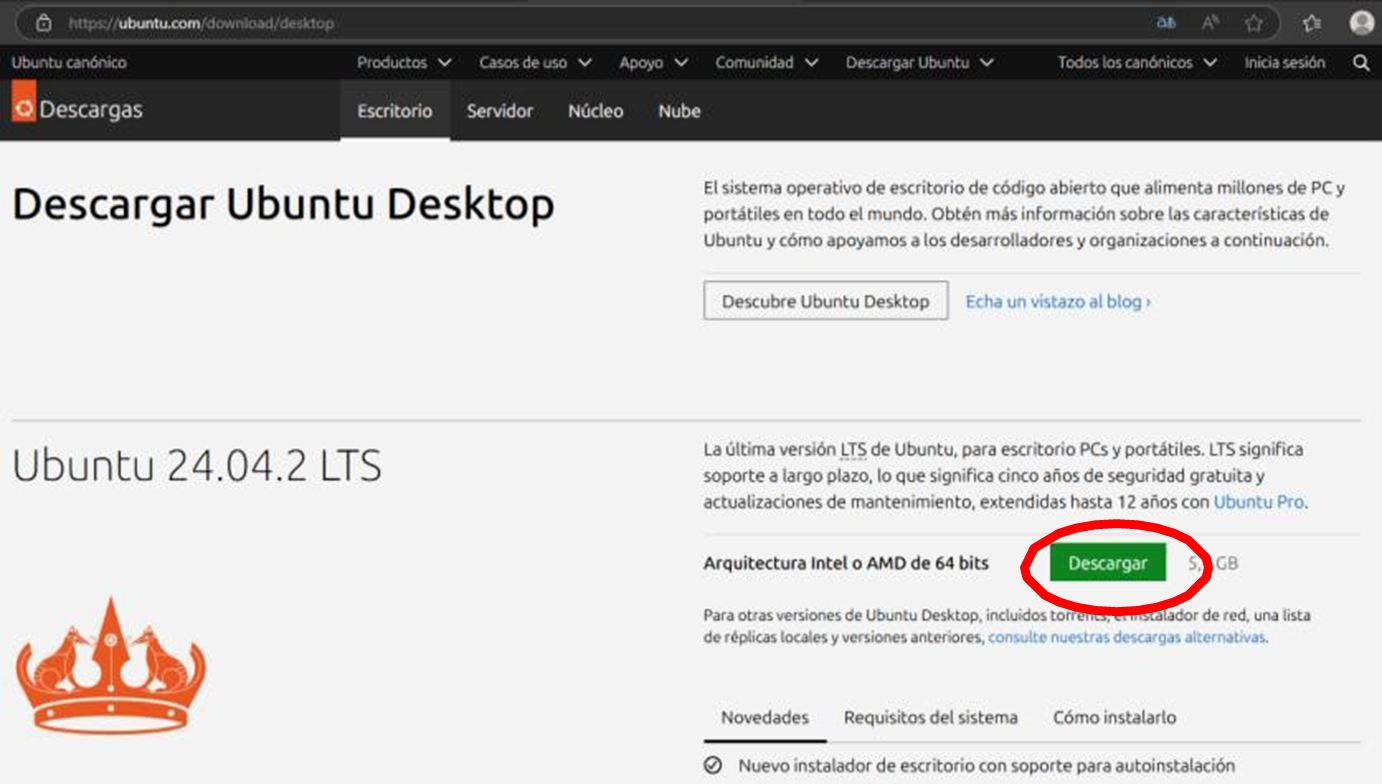 https://ubuntu.com/download/desktop
Ubuntu canónico
Productos
Casos de uso
Apoyo
Comunidad
Descargar Ubuntu
Todos los canónicos
Inicia sesión
Descargas
Escritorio
Servidor
Núcleo
Nube
Descargar Ubuntu Desktop
El sistema operativo de escritorio de código abierto que alimenta millones de PC y
portátiles en todo el mundo. Obtén más información sobre las características de
Ubuntu y cómo apoyamos a los desarrolladores y organizaciones a continuación.
Descubre Ubuntu Desktop
Echa un vistazo al blog ›
Ubuntu 24.04.2 LTS
La última versión LTS de Ubuntu, para escritorio PCs y portátiles. LTS significa
soporte a largo plazo, lo que significa cinco años de seguridad gratuita y
actualizaciones de mantenimiento, extendidas hasta 12 años con Ubuntu Pro.
Arquitectura Intel o AMD de 64 bits
Descargar
GB
Para otras versiones de Ubuntu Desktop, incluidos torrents, el instalador de red, una lista
de réplicas locales y versiones anteriores, consulte nuestras descargas alternativas.
Novedades
Requisitos del sistema
Cómo instalarlo
Nuevo instalador de escritorio con soporte para autoinstalación